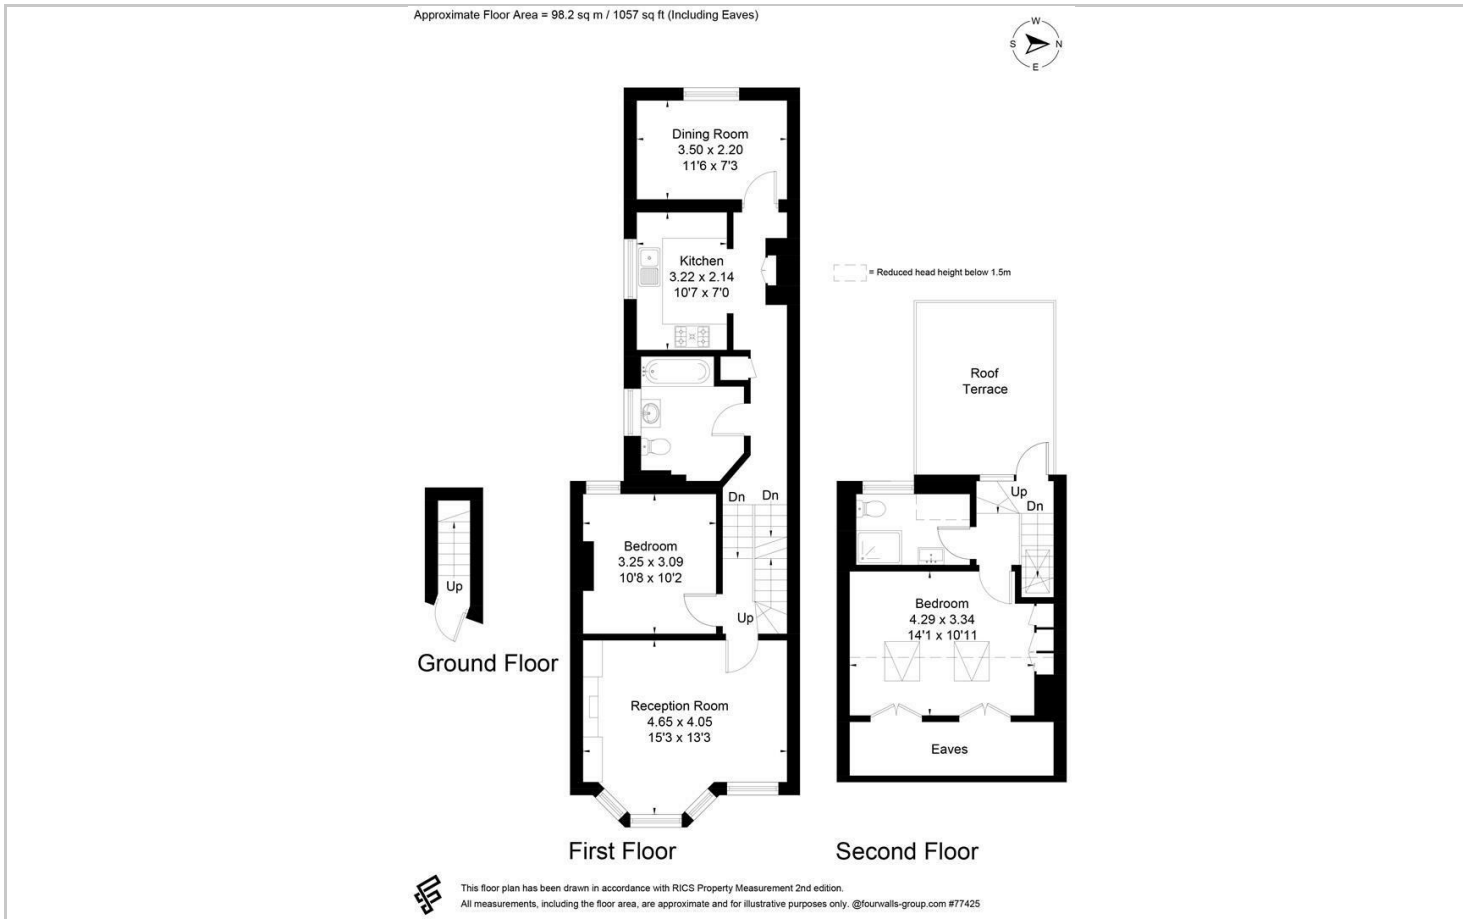 Approximate Floor Area = 98.2 sq m / 1057 sq ft (Including Eaves)
W
S
N
E
Dining Room
3.50 x 2.20
11'6 x 7'3
Kitchen
3.22 x 2.14
10'7 x 7'0
= Reduced head height below 1.5m
Roof
Terrace
Dn
Dn
Up
Dn
Bedroom
3.25 x 3.09
10'8 x 10'2
Up
Up
Bedroom
4.29 x 3.34
14'1 x 10'11
Ground Floor
Reception Room
4.65 x 4.05
15'3 x 13'3
Eaves
First Floor
Second Floor
This floor plan has been drawn in accordance with RICS Property Measurement 2nd edition.
All measurements, including the floor area, are approximate and for illustrative purposes only. @fourwalls-group.com #77425